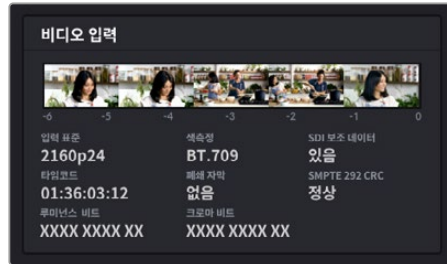 비디오 입력
-6 -5 -4 -3 -2 -1 0
입력 표준 색측정 SDI 보조 데이터
2160p24 BT.709 있음
타임코드 폐쇄 자막 SMPTE 292 CRC
01:36:03:12 없음 정상
루미넌스 비트 크로마 비트
XXXX XXXX XX XXXX XXXX XX